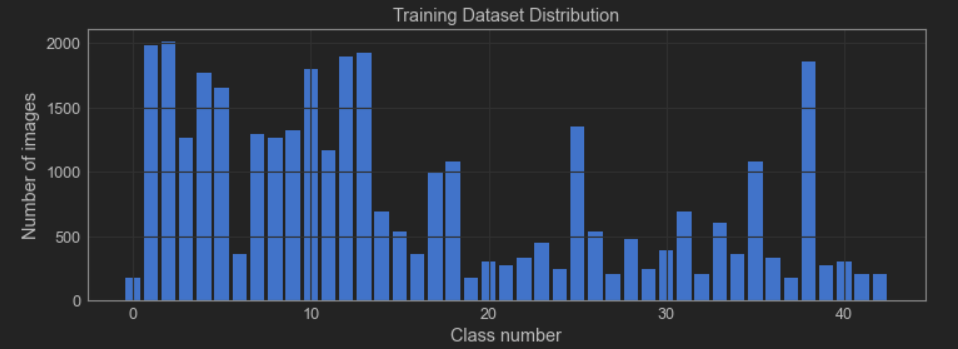 Training Dataset Distribution
Number of images
2000
1500
1000
500
0
0 10 20 30 40
Class number